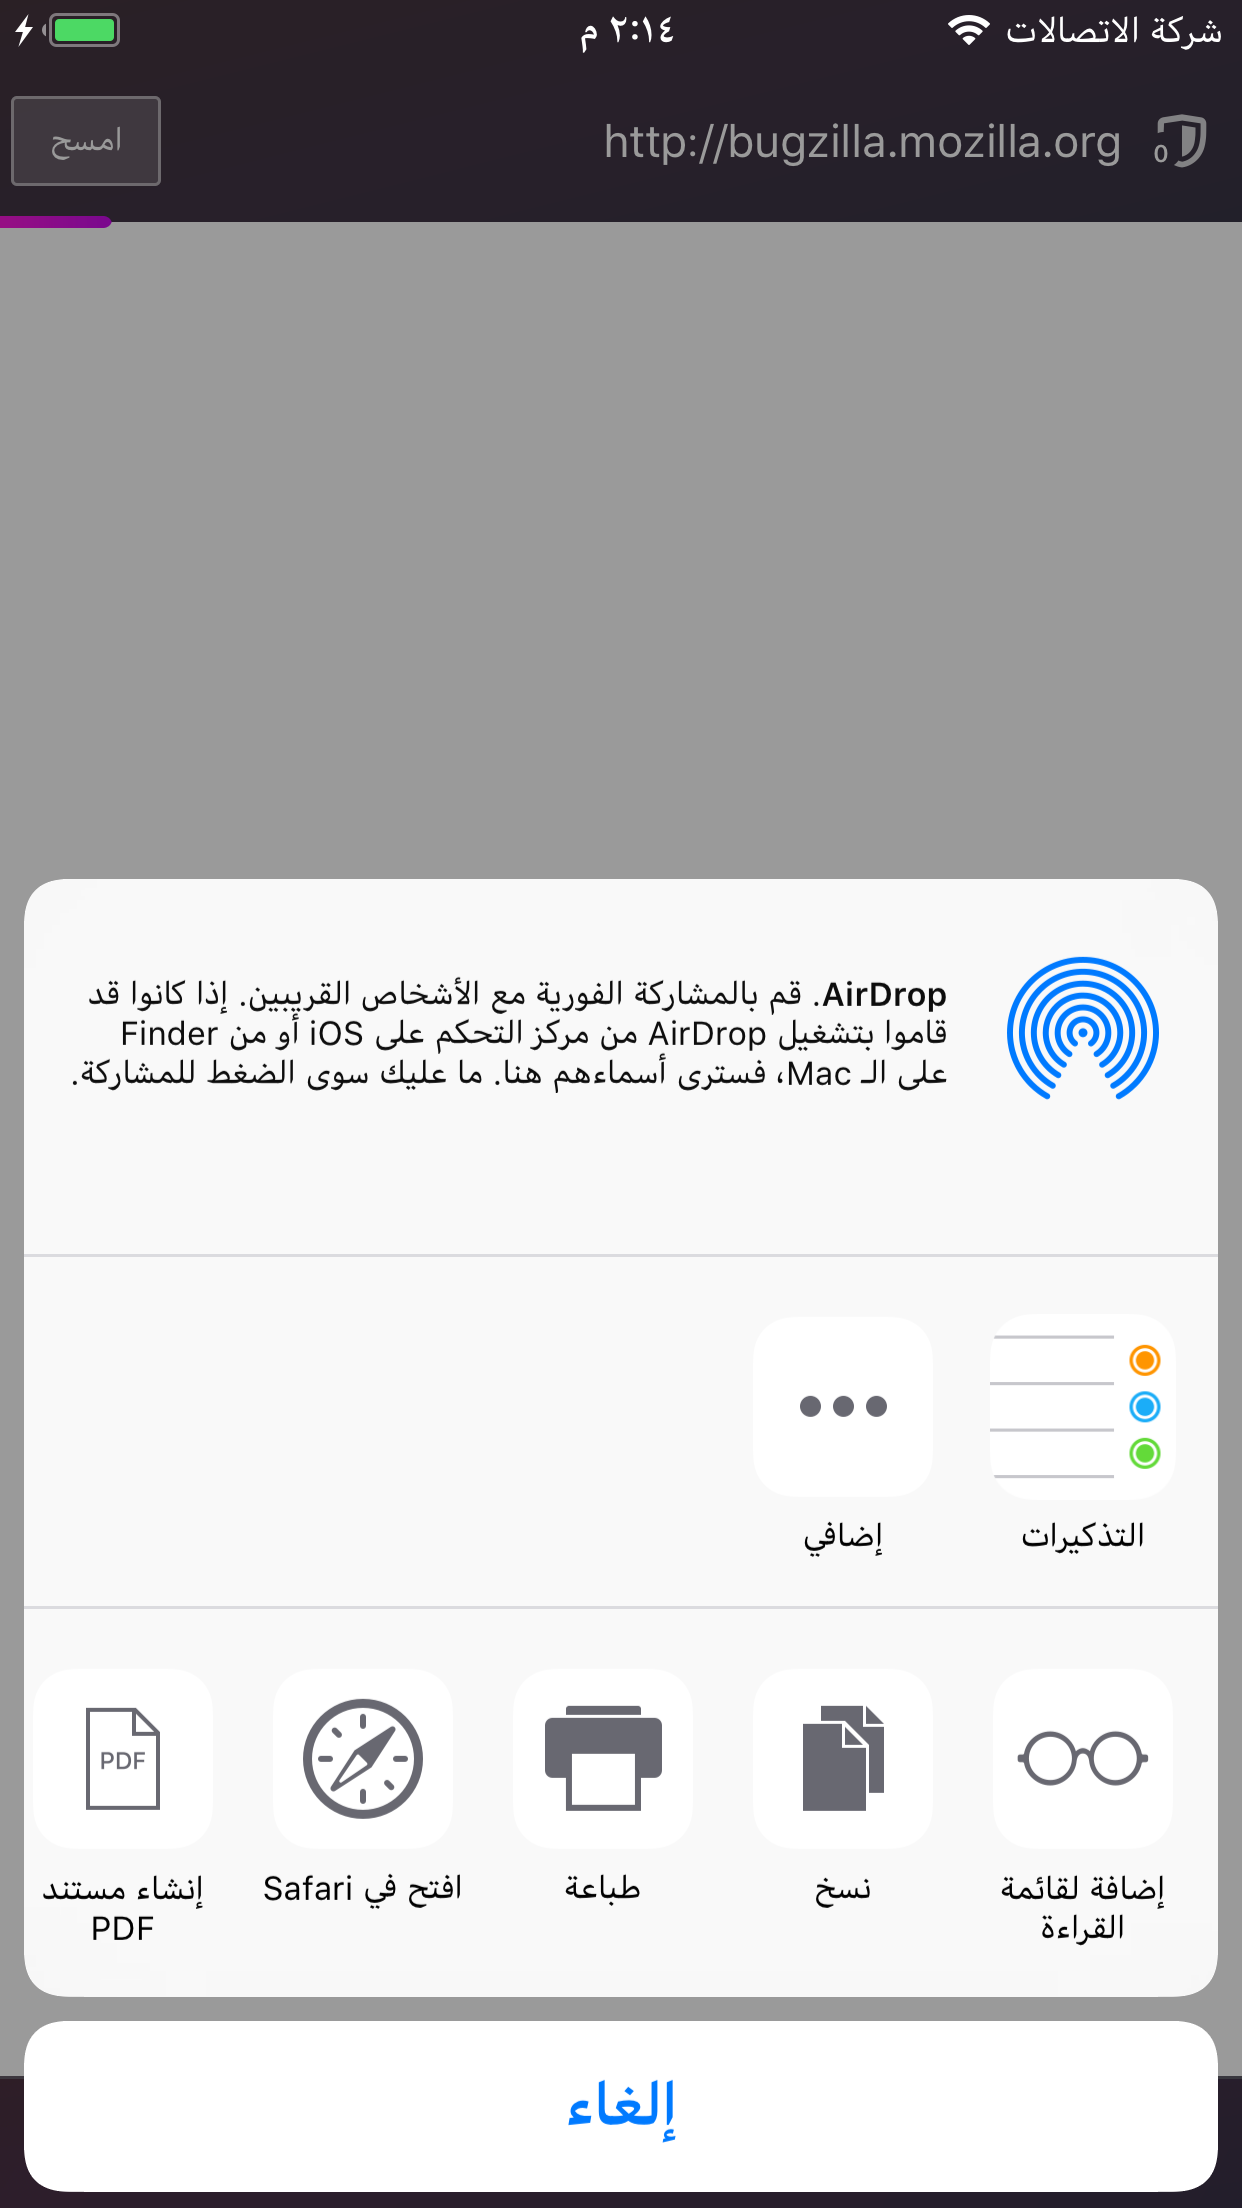 شركة الاتصالات
٢:١٤ م
0
http://bugzilla.mozilla.org
امسح
AirDrop. قم بالمشاركة الفورية مع الأشخاص القريبين. إذا كانوا قد
قاموا بتشغيل AirDrop من مركز التحكم على iOS أو من Finder
على الـ Mac، فسترى أسماءهم هنا. ما عليك سوى الضغط للمشاركة.
التذكيرات
إضافي
إضافة لقائمة
القراءة
نسخ
طباعة
افتح في Safari
PDF
إنشاء مستند
PDF
إلغاء